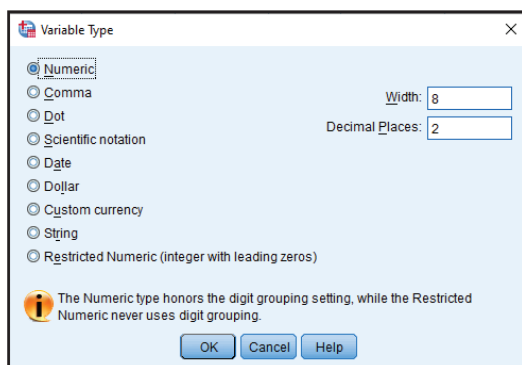 Variable Type
Numeric
Comma
Dot
Scientific notation
Date
Dollar
Custom currency
String
Restricted Numeric (integer with leading zeros)
Width: 8
Decimal Places: 2
The Numeric type honors the digit grouping setting, while the Restricted
Numeric never uses digit grouping.
OK Cancel Help